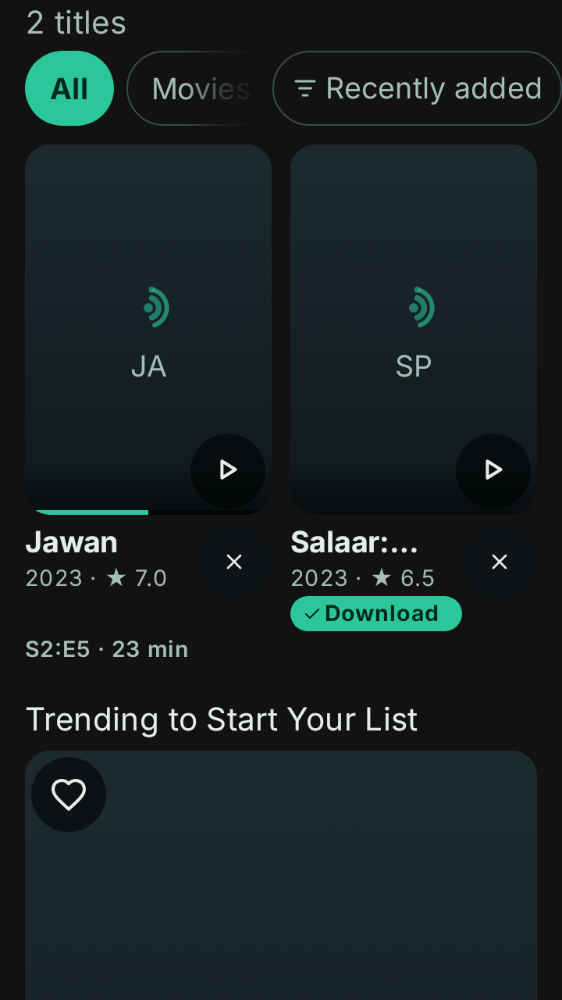 2 titles
All Movies Recently added
JA
SP
Jawan
2023 · ★ 7.0
Salaar:...
2023 · ★ 6.5
✓ Download
S2:E5 · 23 min
Trending to Start Your List